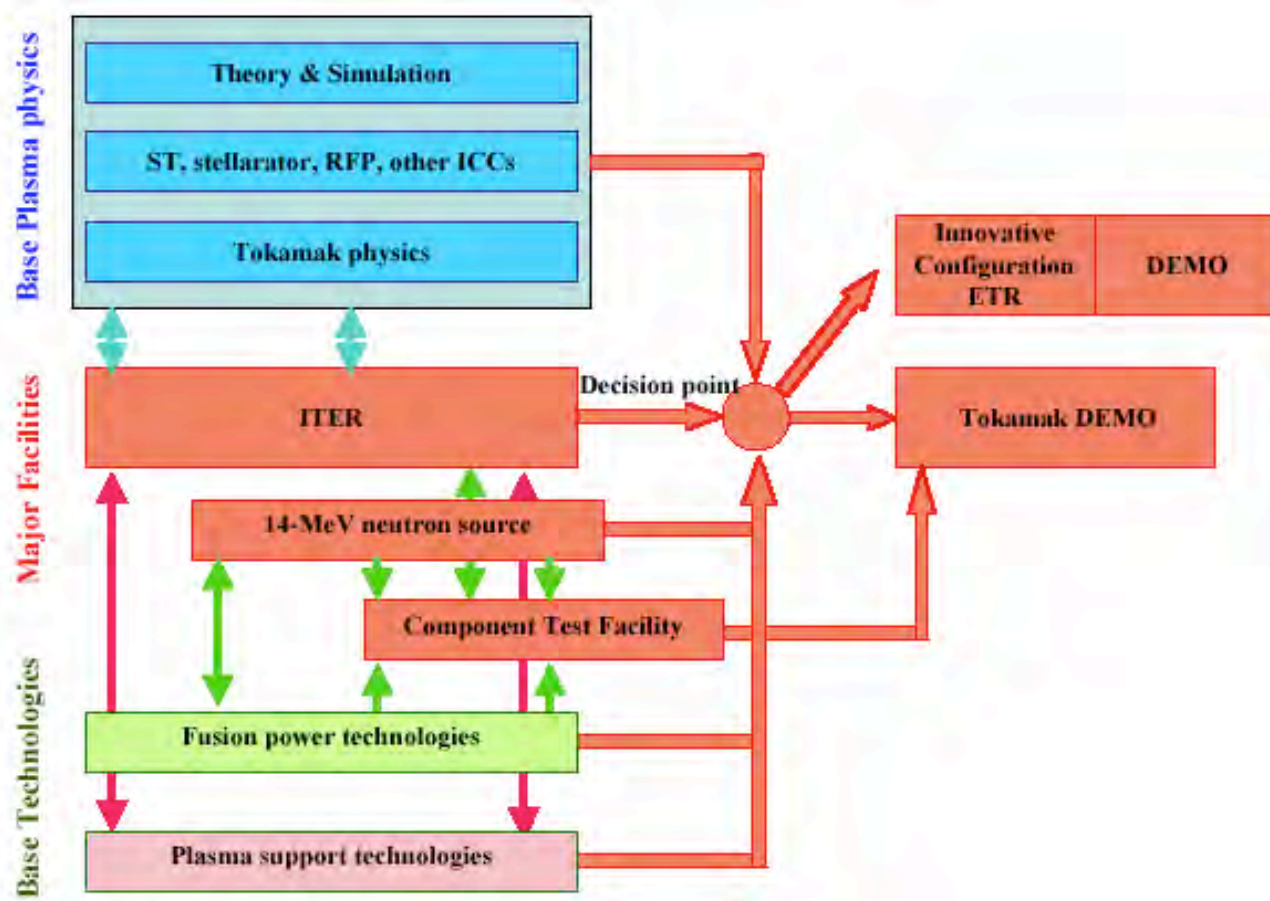 Base Plasma physics
Theory & Simulation
ST, stellarator, RFP, other ICCs
Tokamak physics
Innovative
Configuration
ETR
DEMO
Major Facilities
ITER
Decision point
Tokamak DEMO
14-MeV neutron source
Component Test Facility
Base Technologies
Fusion power technologies
Plasma support technologies